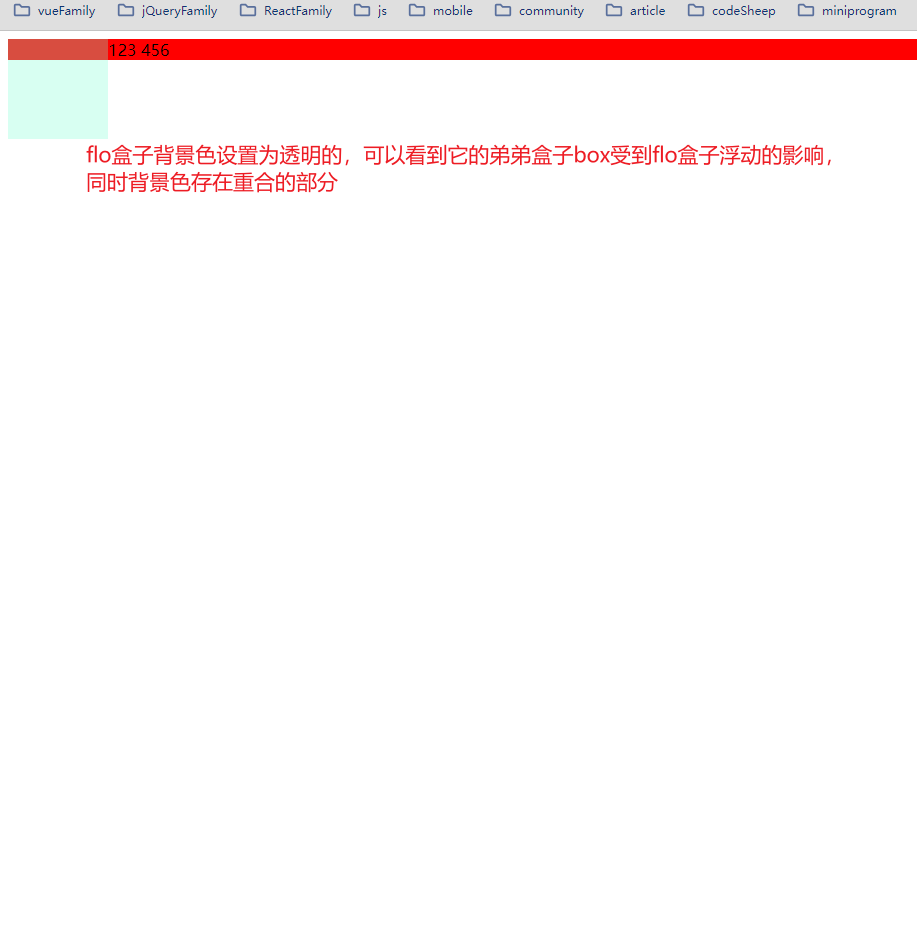 vueFamily jQueryFamily ReactFamily js mobile community article codeSheep miniprogram
123 456
flo盒子背景色设置为透明的，可以看到它的弟弟盒子box受到flo盒子浮动的影响，
同时背景色存在重合的部分